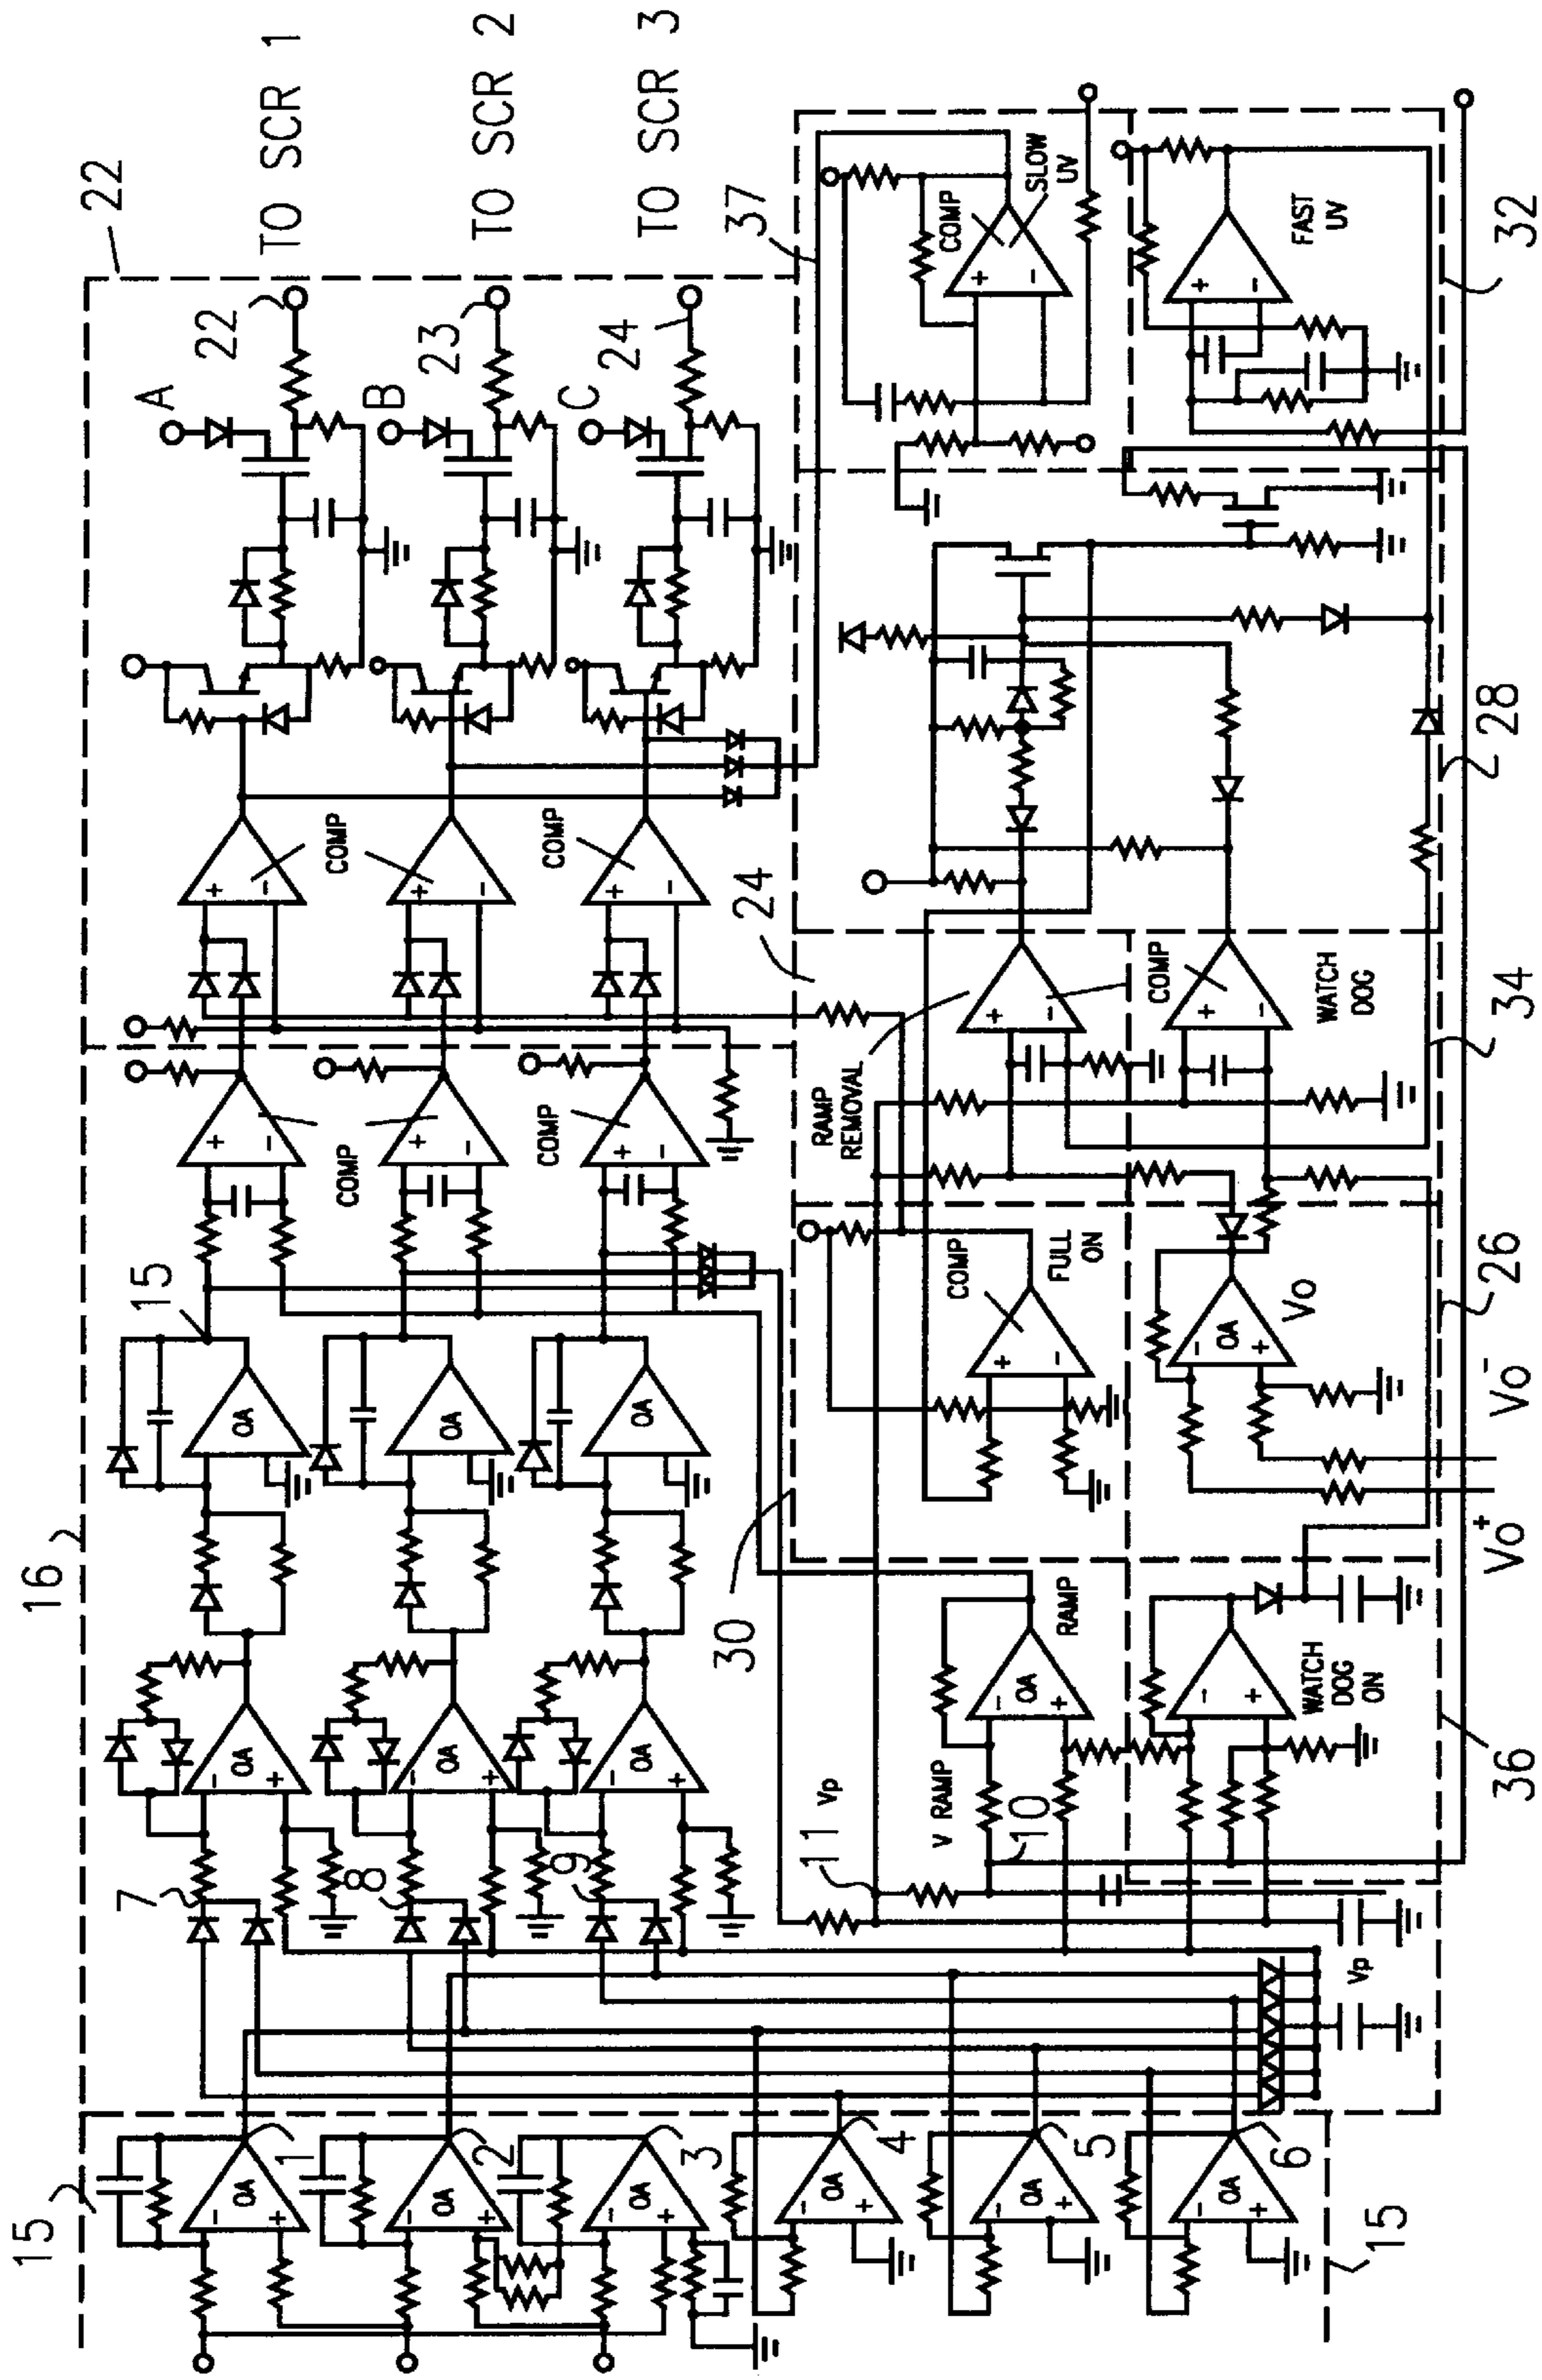 22
TO SCR 1
TO SCR 2
TO SCR 3
A
22
B
23
C
24
37
COMP
+
-
SLOW
UV
+
-
FAST
UV
32
+
-
COMP
+
-
+
-
COMP
24
28
+
-
RAMP
REMOVAL
COMP
+
-
WATCH
DOG
34
+
-
COMP
+
-
+
-
COMP
15
OA
OA
OA
COMP
+
-
FULL
ON
OA
-
+
Vo
26
Vo-
Vo+
30
16
OA
-
+
OA
-
+
OA
-
+
7
8
9
11
Vp
V RAMP
10
OA
-
+
RAMP
-
+
WATCH
DOG
ON
36
Vp
15
OA
-
+
1
OA
-
+
2
OA
-
+
3
OA
-
+
4
OA
-
+
5
OA
-
+
6
15